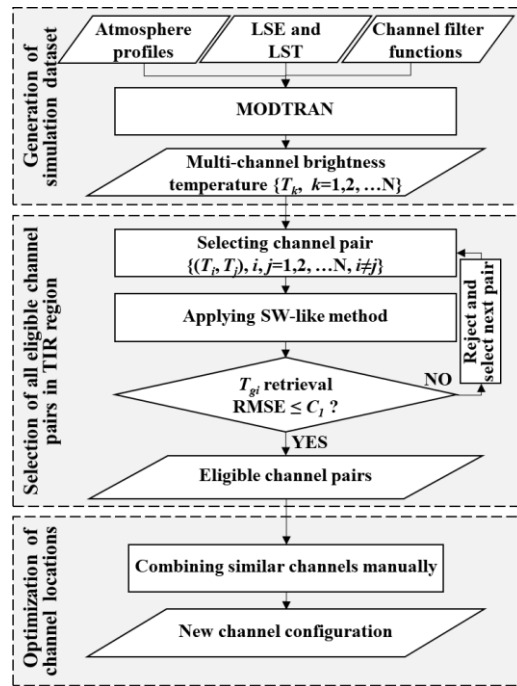 Generation of
simulation dataset
Atmosphere
profiles
LSE and
LST
Channel filter
functions
MODTRAN
Multi-channel brightness
temperature {Tₖ, k=1,2, …N}
Selection of all eligible channel
pairs in TIR region
Selecting channel pair
{(Tᵢ, Tⱼ), i, j=1,2, …N, i≠j}
Applying SW-like method
T_gi retrieval
RMSE ≤ C₁ ?
NO
Reject and
select next pair
YES
Eligible channel pairs
Optimization of
channel locations
Combining similar channels manually
New channel configuration